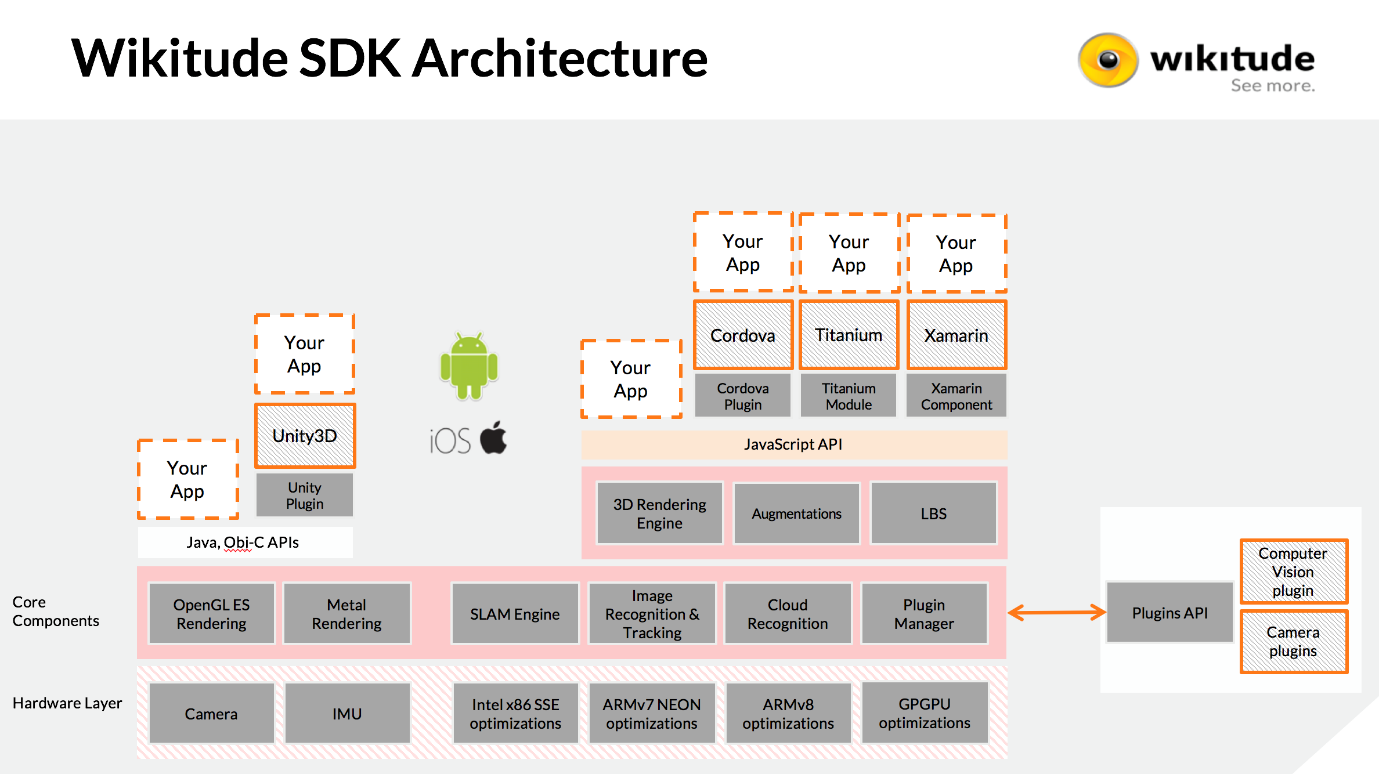 Wikitude SDK Architecture
wikitude
See more.
Your
App
Your
App
Your
App
Cordova
Titanium
Xamarin
Cordova
Plugin
Titanium
Module
Xamarin
Component
Your
App
JavaScript API
3D Rendering
Engine
Augmentations
LBS
Your
App
Unity3D
Unity
Plugin
Your
App
Java, Obj-C APIs
iOS
Core
Components
OpenGL ES
Rendering
Metal
Rendering
SLAM Engine
Image
Recognition &
Tracking
Cloud
Recognition
Plugin
Manager
Plugins API
Computer
Vision
plugin
Camera
plugins
Hardware Layer
Camera
IMU
Intel x86 SSE
optimizations
ARMv7 NEON
optimizations
ARMv8
optimizations
GPGPU
optimizations